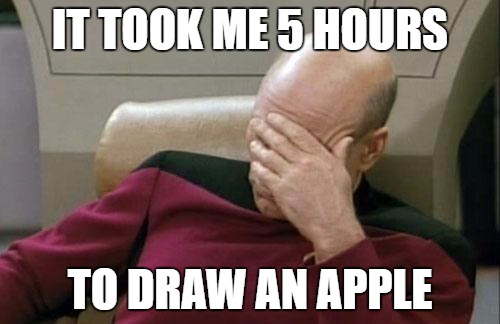 IT TOOK ME 5 HOURS
TO DRAW AN APPLE